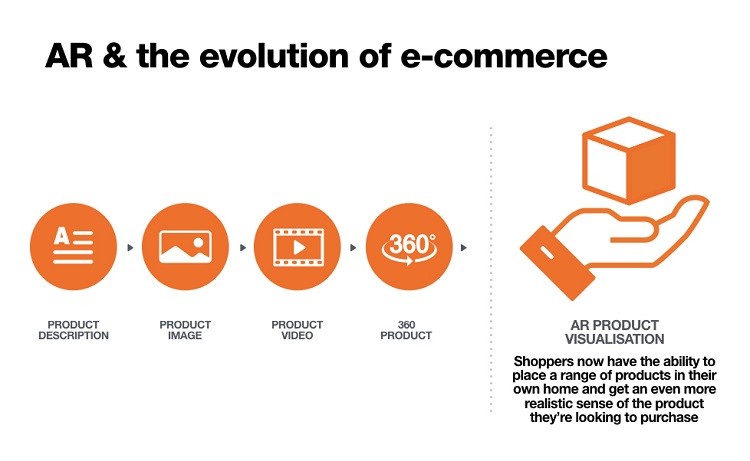 AR & the evolution of e-commerce
A
360°
PRODUCT
DESCRIPTION
PRODUCT
IMAGE
PRODUCT
VIDEO
360
PRODUCT
AR PRODUCT
VISUALISATION
Shoppers now have the ability to
place a range of products in their
own home and get an even more
realistic sense of the product
they're looking to purchase